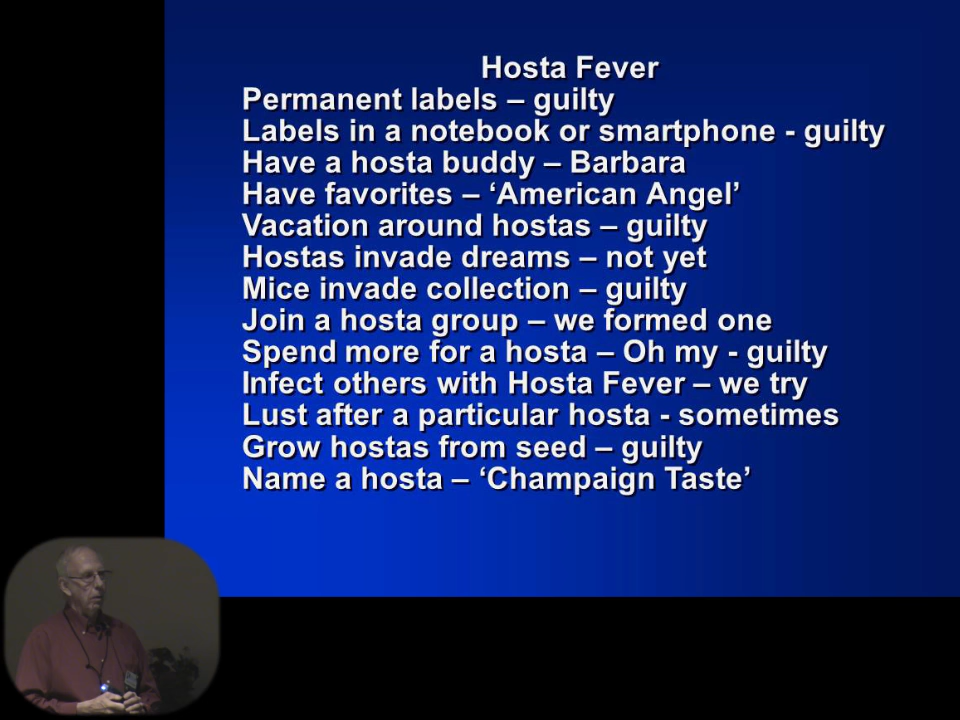 Hosta Fever
Permanent labels – guilty
Labels in a notebook or smartphone - guilty
Have a hosta buddy – Barbara
Have favorites – ‘American Angel’
Vacation around hostas – guilty
Hostas invade dreams – not yet
Mice invade collection – guilty
Join a hosta group – we formed one
Spend more for a hosta – Oh my - guilty
Infect others with Hosta Fever – we try
Lust after a particular hosta - sometimes
Grow hostas from seed – guilty
Name a hosta – ‘Champaign Taste’